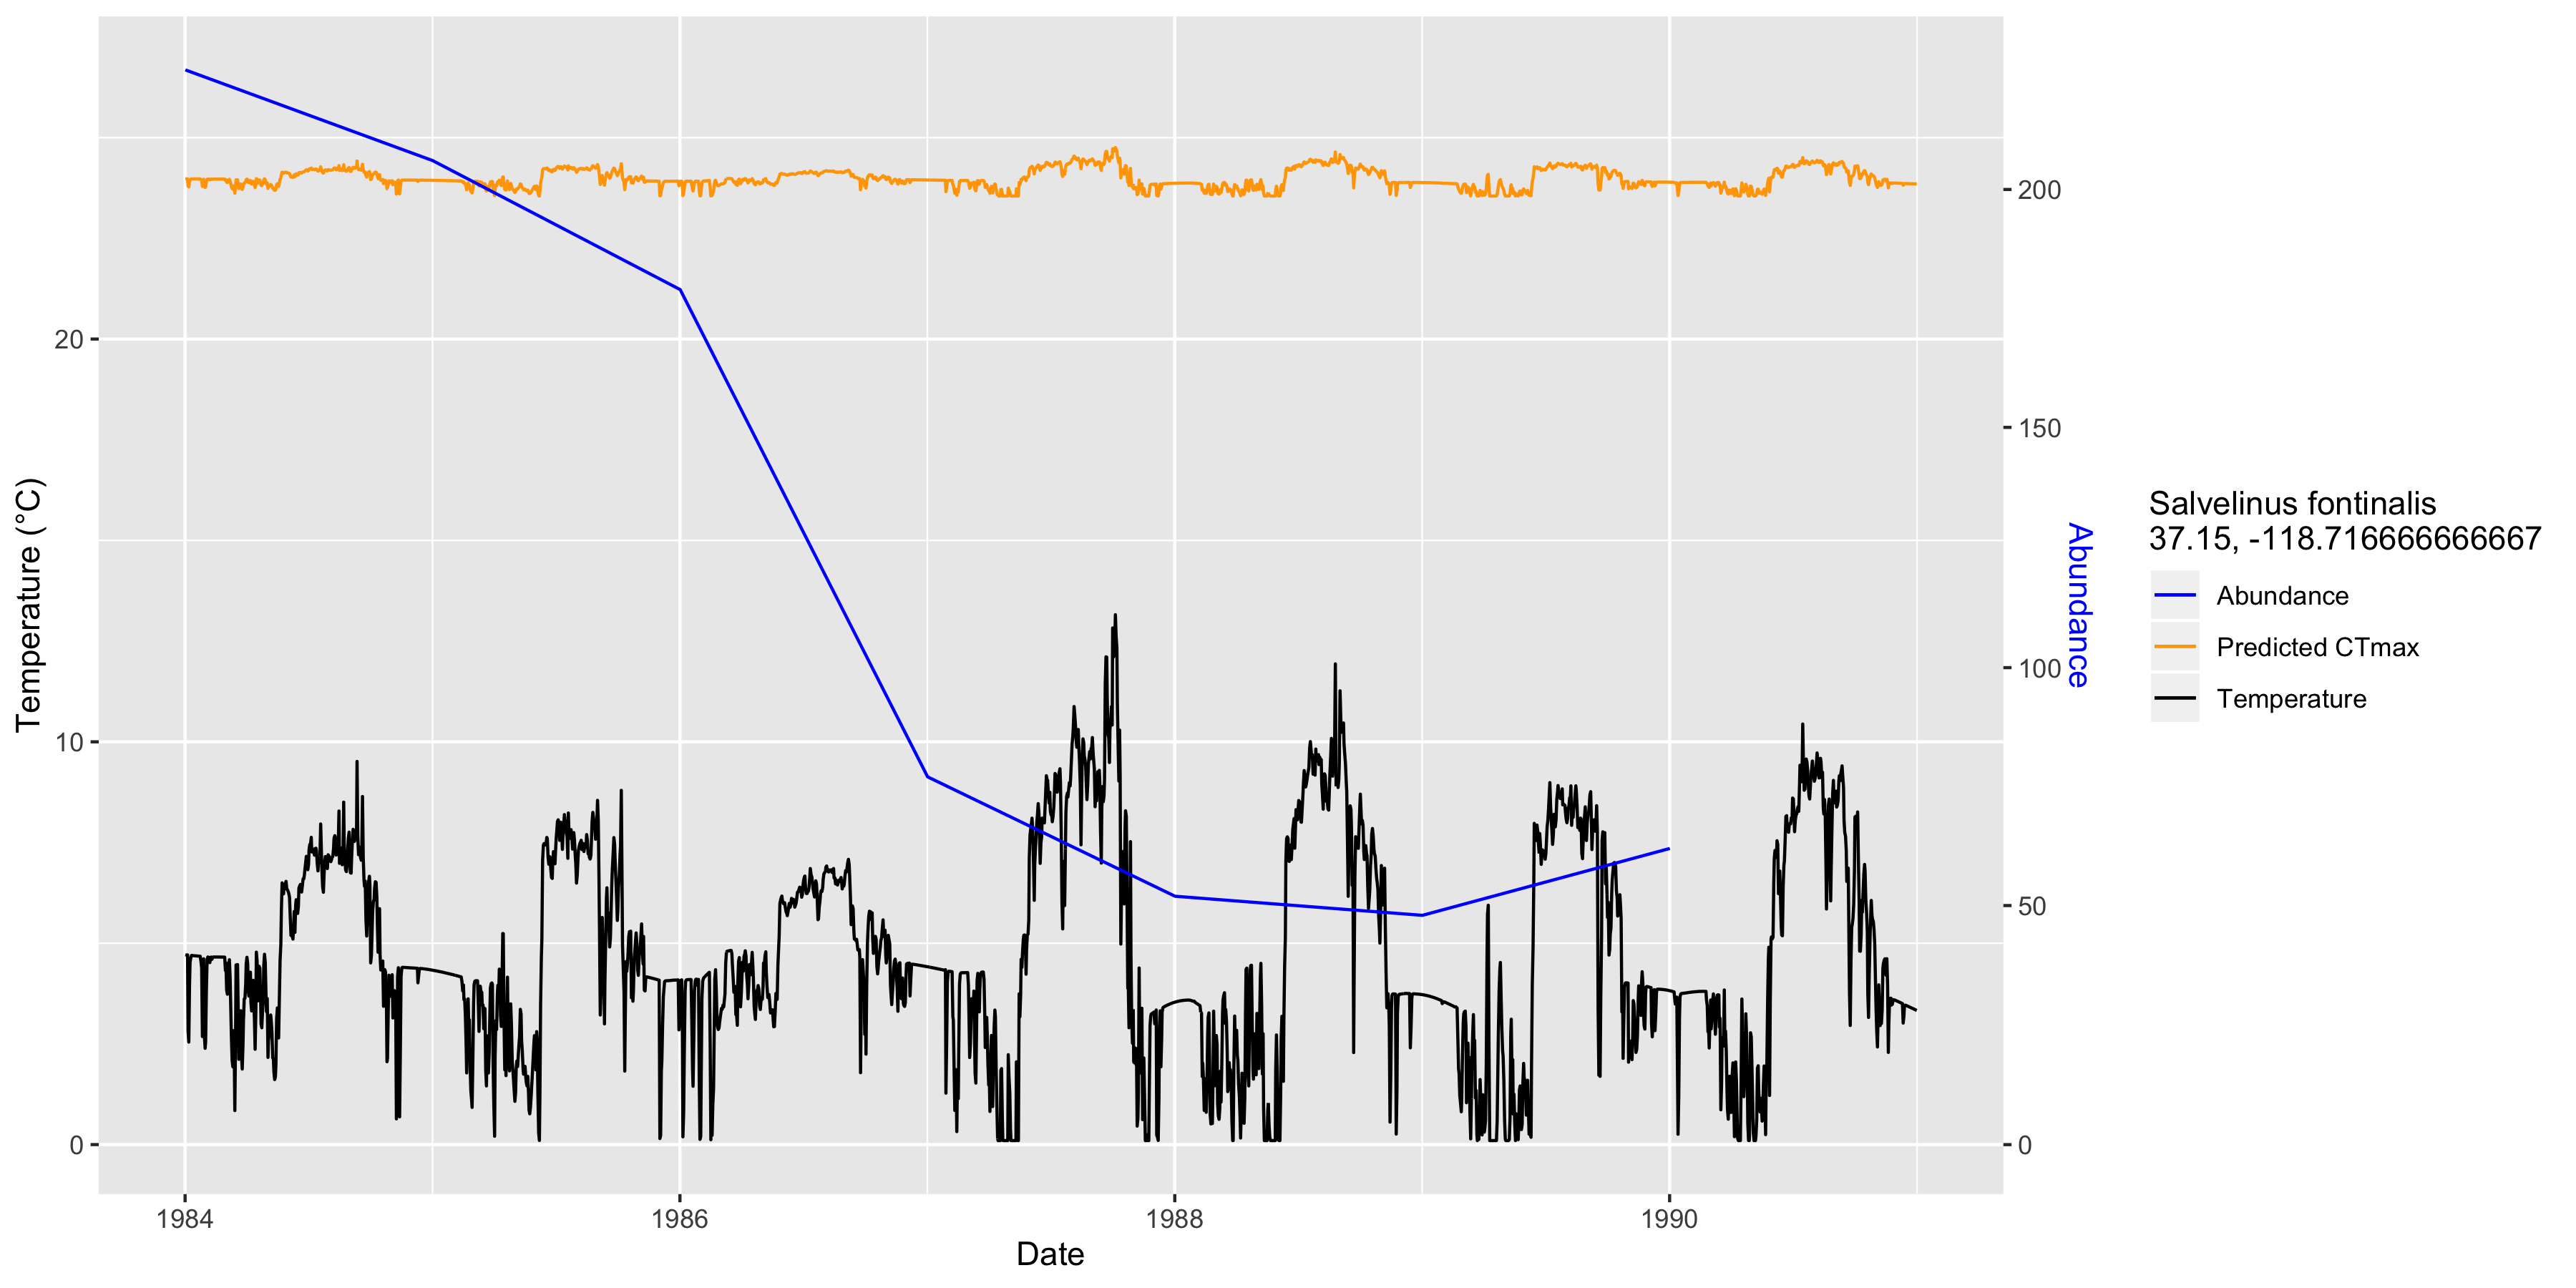 Temperature (°C)
20
10
0
1984
1986
1988
1990
Date
200
150
100
50
0
Abundance
Salvelinus fontinalis
37.15, -118.716666666667
Abundance
Predicted CTmax
Temperature